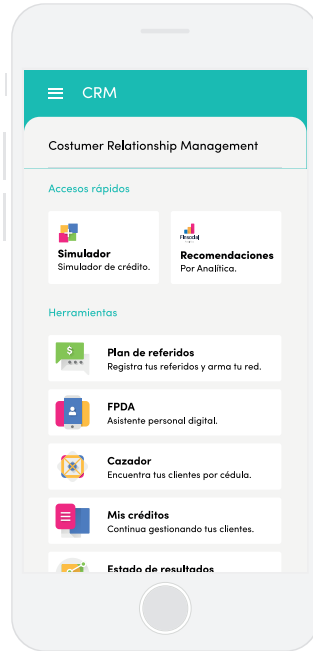 CRM
Costumer Relationship Management
Accesos rápidos
Simulador
Simulador de crédito.
Recomendaciones
Por Analítica.
Herramientas
$
Plan de referidos
Registra tus referidos y arma tu red.
FPDA
Asistente personal digital.
Cazador
Encuentra tus clientes por cédula.
Mis créditos
Continua gestionando tus clientes.
Estado de resultados